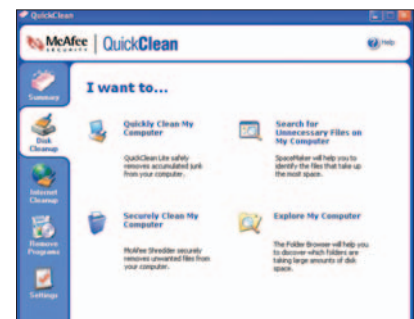 QuickClean
McAfee | QuickClean
SECURITY
Help
Summary
I want to...
Disk
Cleanup
Quickly Clean My
Computer
QuickClean Lite safely
removes accumulated junk
from your computer.
Search for
Unnecessary Files on
My Computer
SpaceMaker will help you to
identify the files that take up
the most space.
Internet
Cleanup
Securely Clean My
Computer
McAfee Shredder securely
removes unwanted files from
your computer.
Explore My Computer
The Folder Browser will help you
to discover which folders are
taking large amounts of disk
space.
Remove
Programs
Settings